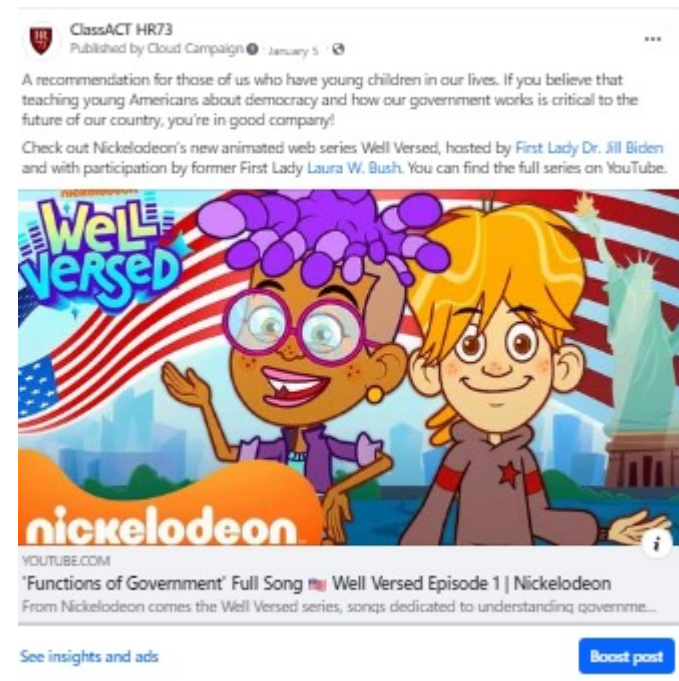 ClassACT HR73
Published by Cloud Campaign · January 5 ·
A recommendation for those of us who have young children in our lives. If you believe that
teaching young Americans about democracy and how our government works is critical to the
future of our country, you're in good company!
Check out Nickelodeon's new animated web series Well Versed, hosted by First Lady Dr. Jill Biden
and with participation by former First Lady Laura W. Bush. You can find the full series on YouTube.
nickelodeon
WELL
VERSED
nickelodeon
i
YOUTUBE.COM
'Functions of Government' Full Song 🇺🇸 Well Versed Episode 1 | Nickelodeon
From Nickelodeon comes the Well Versed series, songs dedicated to understanding governme...
See insights and ads
Boost post